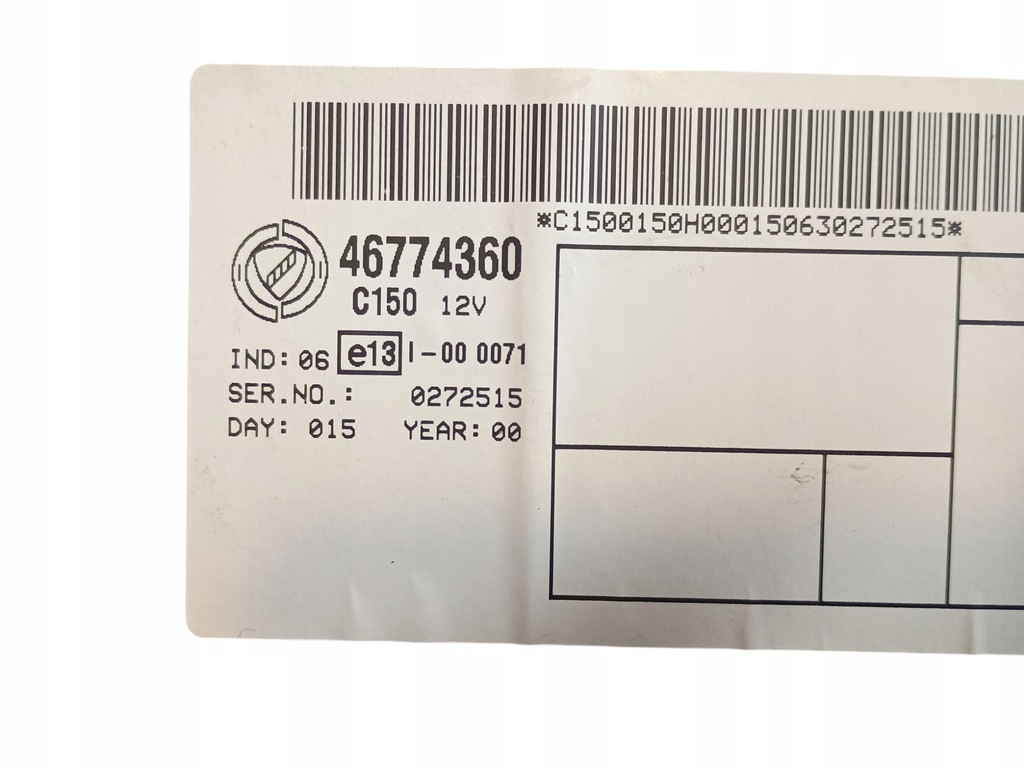 *C1500150H000150630272515*
46774360
C150 12V
IND: 06 e13 I-00 0071
SER.NO.: 0272515
DAY: 015 YEAR: 00